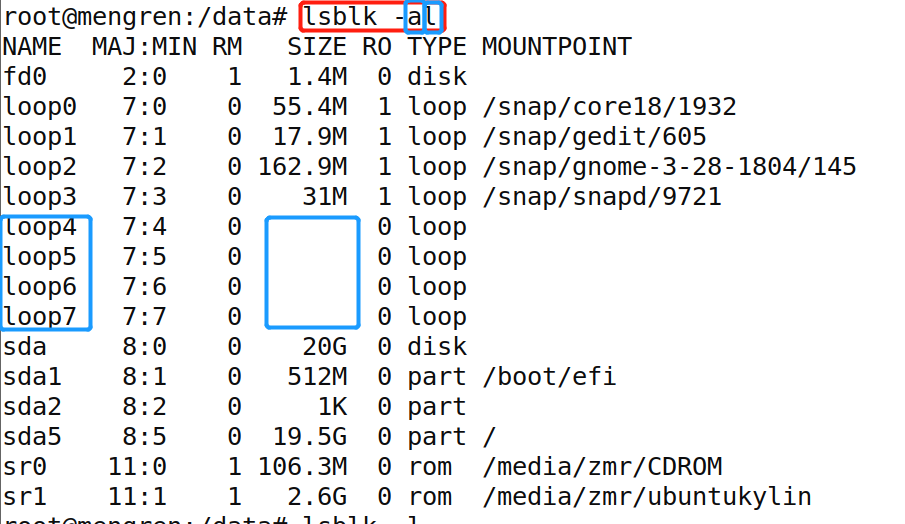 root@mengren:/data# lsblk -al
NAME MAJ:MIN RM SIZE RO TYPE MOUNTPOINT
fd0 2:0 1 1.4M 0 disk
loop0 7:0 0 55.4M 1 loop /snap/core18/1932
loop1 7:1 0 17.9M 1 loop /snap/gedit/605
loop2 7:2 0 162.9M 1 loop /snap/gnome-3-28-1804/145
loop3 7:3 0 31M 1 loop /snap/snapd/9721
loop4 7:4 0 0 loop
loop5 7:5 0 0 loop
loop6 7:6 0 0 loop
loop7 7:7 0 0 loop
sda 8:0 0 20G 0 disk
sda1 8:1 0 512M 0 part /boot/efi
sda2 8:2 0 1K 0 part
sda5 8:5 0 19.5G 0 part /
sr0 11:0 1 106.3M 0 rom /media/zmr/CDROM
sr1 11:1 1 2.6G 0 rom /media/zmr/ubuntukylin
root@mengren:/data# lsblk -l